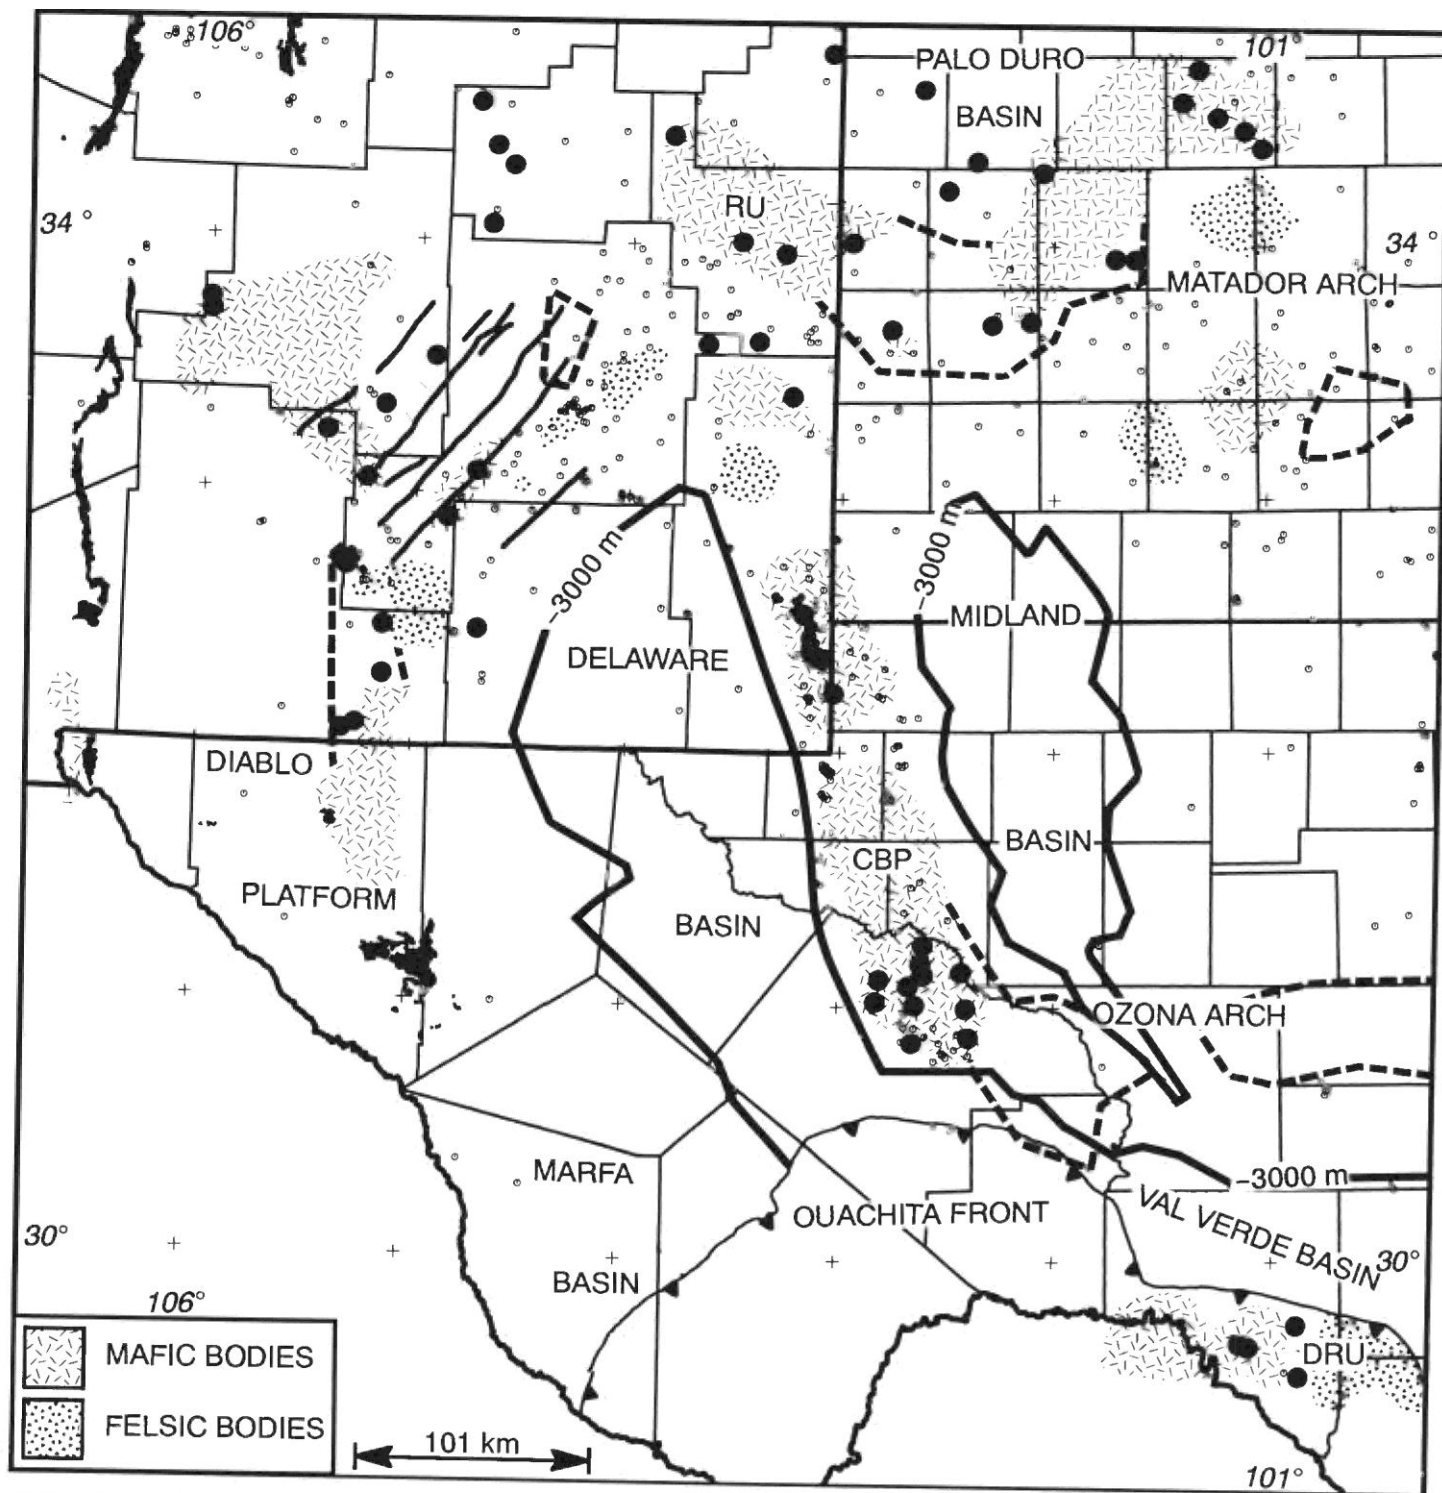 106°
101°
PALO DURO
BASIN
34°
RU
34°
MATADOR ARCH
–3000 m
–3000 m
MIDLAND
DELAWARE
DIABLO
BASIN
CBP
PLATFORM
BASIN
OZONA ARCH
MARFA
–3000 m
OUACHITA FRONT
VAL VERDE BASIN
30°
30°
BASIN
106°
MAFIC BODIES
DRU
FELSIC BODIES
101 km
101°